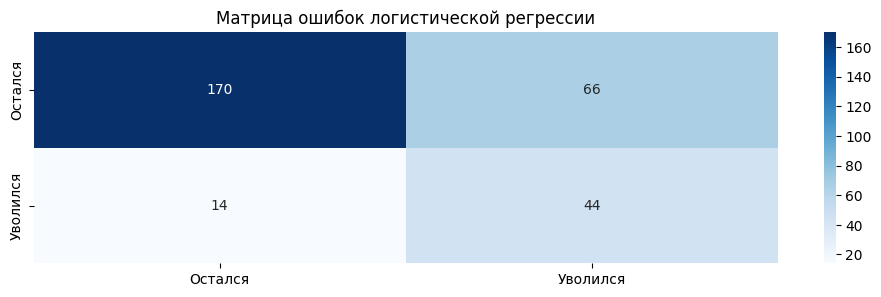 Матрица ошибок логистической регрессии
Остался
170
66
Уволился
14
44
Остался
Уволился
160
140
120
100
80
60
40
20